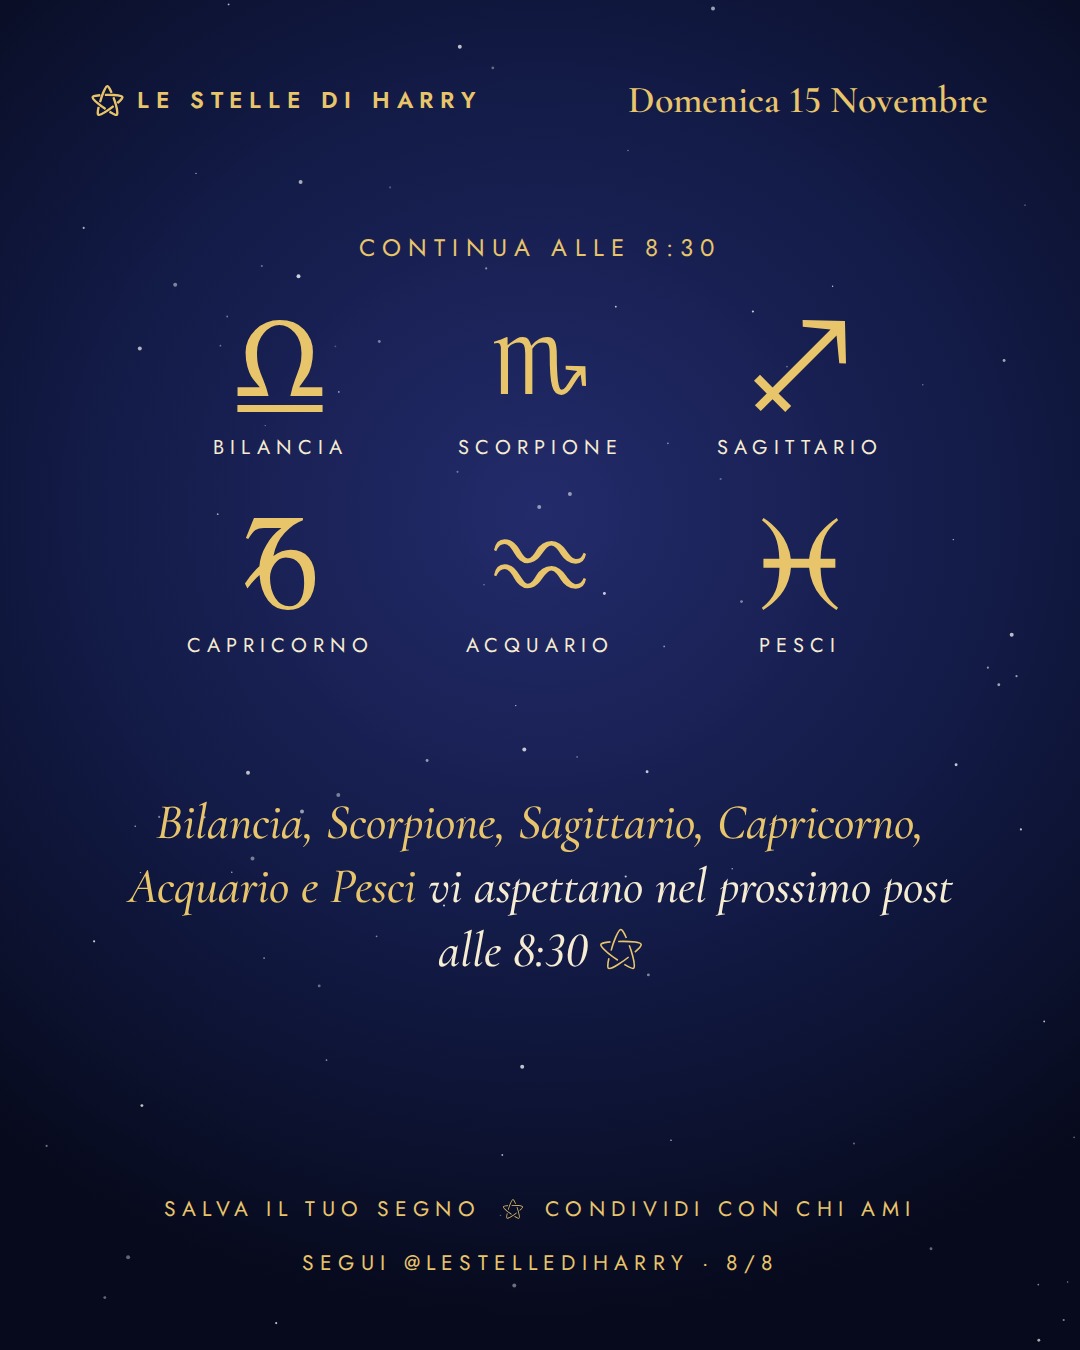 LE STELLE DI HARRY
Domenica 15 Novembre
CONTINUA ALLE 8:30
BILANCIA
SCORPIONE
SAGITTARIO
CAPRICORNO
ACQUARIO
PESCI
Bilancia, Scorpione, Sagittario, Capricorno,
Acquario e Pesci vi aspettano nel prossimo post
alle 8:30
SALVA IL TUO SEGNO CONDIVIDI CON CHI AMI
SEGUI @LESTELLEDIHARRY · 8/8